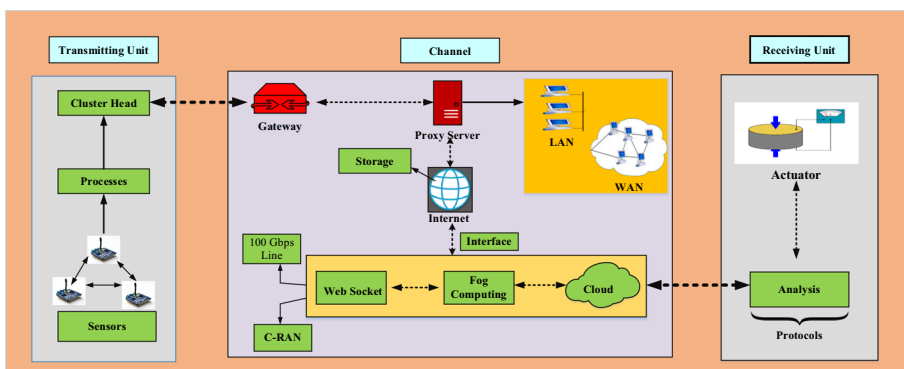 Transmitting Unit
Channel
Receiving Unit
Cluster Head
Processes
Sensors
Gateway
Proxy Server
LAN
WAN
Storage
Internet
Interface
100 Gbps
Line
Web Socket
Fog
Computing
Cloud
C-RAN
Actuator
Analysis
Protocols